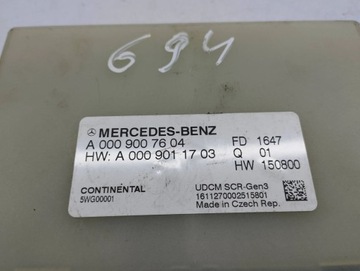 694
MERCEDES-BENZ
A 000 900 76 04 FD 1647
HW: A 000 901 17 03 Q 01
HW 150800
CONTINENTAL UDCM SCR-Gen3
5WG00001 1611270002515801
Made in Czech Rep.